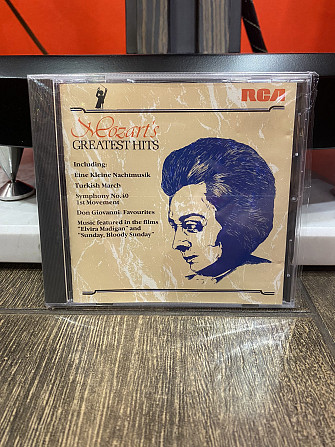 RCA
Mozart's
GREATEST HITS
Including:
Eine Kleine Nachtmusik
Turkish March
Symphony No.40
1st Movement
Don Giovanni: Favourites
Music featured in the films
"Elvira Madigan" and
"Sunday, Bloody Sunday"